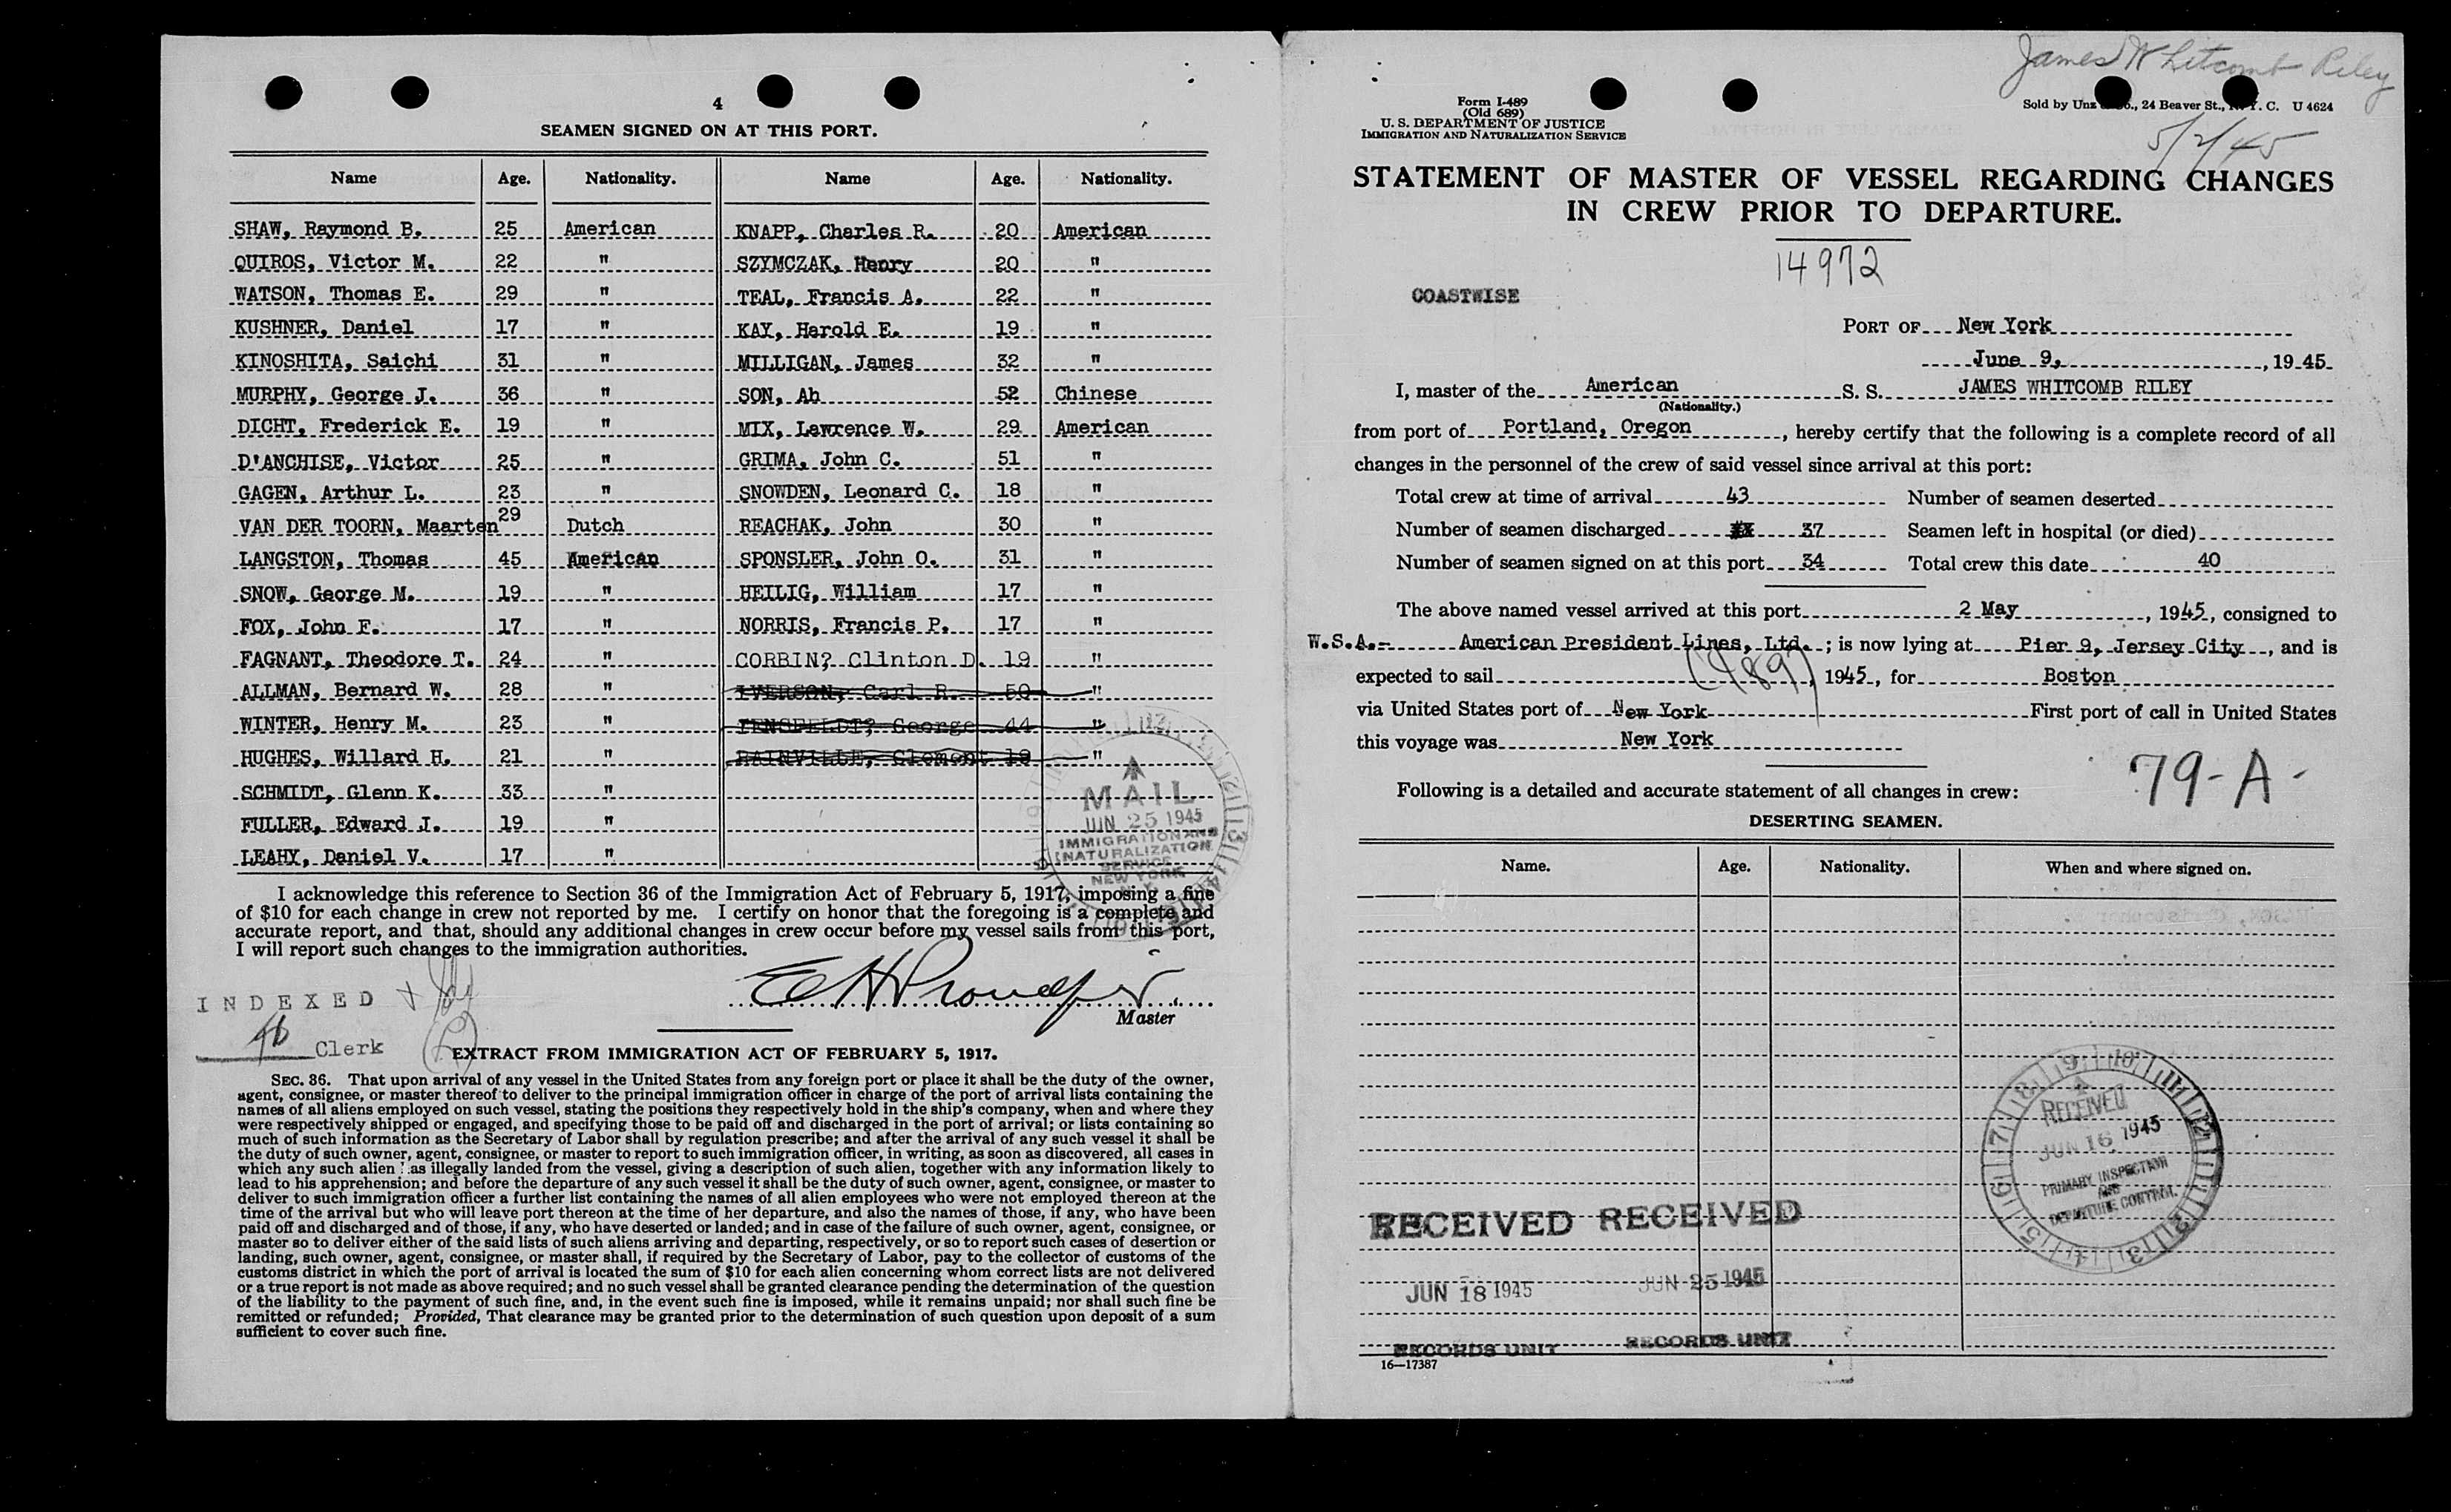 4
SEAMEN SIGNED ON AT THIS PORT.
Name Age. Nationality. Name Age. Nationality.
SHAW, Raymond B. 25 American KNAPP, Charles R. 20 American
QUIROS, Victor M. 22 " SZYMCZAK, Henry 20 "
WATSON, Thomas E. 29 " TEAL, Francis A. 22 "
KUSHNER, Daniel 17 " KAY, Harold E. 19 "
KINOSHITA, Saichi 31 " MILLIGAN, James 32 "
MURPHY, George J. 36 " SON, Ah 52 Chinese
DICHT, Frederick E. 19 " MIX, Lawrence W. 29 American
D'ANCHISE, Victor 25 " GRIMA, John C. 51 "
GAGEN, Arthur L. 23 " SNOWDEN, Leonard C. 18 "
VAN DER TOORN, Maarten 29 Dutch REACHAK, John 30 "
LANGSTON, Thomas 45 American SPONSLER, John O. 31 "
SNOW, George M. 19 " HEILIG, William 17 "
FOX, John F. 17 " NORRIS, Francis P. 17 "
FAGNANT, Theodore T. 24 " CORBIN? Clinton D. 19 "
ALLMAN, Bernard W. 28 " IVERSON, Carl R. 50 "
WINTER, Henry M. 23 " George 44 "
HUGHES, Willard H. 21 " RAINVILLE, Clement 19 "
SCHMIDT, Glenn K. 33 "
FULLER, Edward J. 19 "
LEAHY, Daniel V. 17 "
MAIL
JUN 25 1945
IMMIGRATION AND
NATURALIZATION
SERVICE
NEW YORK
N.Y.
I acknowledge this reference to Section 36 of the Immigration Act of February 5, 1917, imposing a fine
of $10 for each change in crew not reported by me. I certify on honor that the foregoing is a complete and
accurate report, and that, should any additional changes in crew occur before my vessel sails from this port,
I will report such changes to the immigration authorities.
INDEXED
Clerk
Master
EXTRACT FROM IMMIGRATION ACT OF FEBRUARY 5, 1917.
SEC. 36. That upon arrival of any vessel in the United States from any foreign port or place it shall be the duty of the owner,
agent, consignee, or master thereof to deliver to the principal immigration officer in charge of the port of arrival lists containing the
names of all aliens employed on such vessel, stating the positions they respectively hold in the ship's company, when and where they
were respectively shipped or engaged, and specifying those to be paid off and discharged in the port of arrival; or lists containing so
much of such information as the Secretary of Labor shall by regulation prescribe; and after the arrival of any such vessel it shall be
the duty of such owner, agent, consignee, or master to report to such immigration officer, in writing, as soon as discovered, all cases in
which any such alien has illegally landed from the vessel, giving a description of such alien, together with any information likely to
lead to his apprehension; and before the departure of any such vessel it shall be the duty of such owner, agent, consignee, or master to
deliver to such immigration officer a further list containing the names of all alien employees who were not employed thereon at the
time of the arrival but who will leave port thereon at the time of her departure, and also the names of those, if any, who have been
paid off and discharged and of those, if any, who have deserted or landed; and in case of the failure of such owner, agent, consignee, or
master so to deliver either of the said lists of such aliens arriving and departing, respectively, or so to report such cases of desertion or
landing, such owner, agent, consignee, or master shall, if required by the Secretary of Labor, pay to the collector of customs of the
customs district in which the port of arrival is located the sum of $10 for each alien concerning whom correct lists are not delivered
or a true report is not made as above required; and no such vessel shall be granted clearance pending the determination of the question
of the liability to the payment of such fine, and, in the event such fine is imposed, while it remains unpaid; nor shall such fine be
remitted or refunded; Provided, That clearance may be granted prior to the determination of such question upon deposit of a sum
sufficient to cover such fine.
James Whitcomb Riley
Form I-489
(Old 689)
U. S. DEPARTMENT OF JUSTICE
IMMIGRATION AND NATURALIZATION SERVICE
Sold by Unz Co., 24 Beaver St., N. Y. C. U 4624
5/2/45
STATEMENT OF MASTER OF VESSEL REGARDING CHANGES
IN CREW PRIOR TO DEPARTURE.
14972
COASTWISE
PORT OF New York
June 9, 1945
I, master of the American S. S. JAMES WHITCOMB RILEY
(Nationality.)
from port of Portland, Oregon, hereby certify that the following is a complete record of all
changes in the personnel of the crew of said vessel since arrival at this port:
Total crew at time of arrival 43 Number of seamen deserted
Number of seamen discharged 37 Seamen left in hospital (or died)
Number of seamen signed on at this port 34 Total crew this date 40
The above named vessel arrived at this port 2 May, 1945, consigned to
W.S.A.- American President Lines, Ltd.; is now lying at Pier 9, Jersey City, and is
expected to sail , 1945, for Boston
via United States port of New York First port of call in United States
this voyage was New York
79-A-
Following is a detailed and accurate statement of all changes in crew:
DESERTING SEAMEN.
Name. Age. Nationality. When and where signed on.
RECEIVED
JUN 16 1945
PRIMARY INSPECTION
AND
DEPARTURE CONTROL
RECEIVED RECEIVED
JUN 18 1945 JUN 25 1945
RECORDS UNIT RECORDS UNIT
16—17387